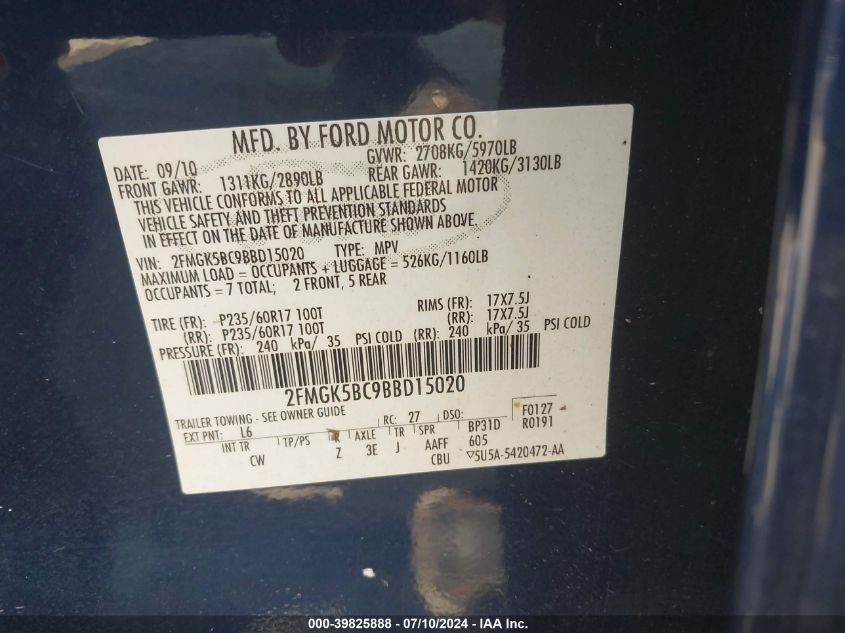 MFD. BY FORD MOTOR CO.
DATE: 09/10 GVWR: 2708KG/5970LB
FRONT GAWR: 1311KG/2890LB REAR GAWR: 1420KG/3130LB
THIS VEHICLE CONFORMS TO ALL APPLICABLE FEDERAL MOTOR
VEHICLE SAFETY AND THEFT PREVENTION STANDARDS
IN EFFECT ON THE DATE OF MANUFACTURE SHOWN ABOVE.
VIN: 2FMGK5BC9BBD15020 TYPE: MPV
MAXIMUM LOAD = OCCUPANTS + LUGGAGE = 526KG/1160LB
OCCUPANTS = 7 TOTAL; 2 FRONT, 5 REAR
TIRE (FR): P235/60R17 100T RIMS (FR): 17X7.5J
(RR): P235/60R17 100T (RR): 17X7.5J
PRESSURE (FR): 240 kPa/ 35 PSI COLD (RR): 240 kPa/ 35 PSI COLD
2FMGK5BC9BBD15020
TRAILER TOWING - SEE OWNER GUIDE
EXT PNT: L6 RC: 27 DSO: F0127
INT TR TP/PS R AXLE TR SPR BP31D R0191
CW Z 3E J AAFF 605
CBU ▽5U5A-5420472-AA
000-39825888 - 07/10/2024 - IAA Inc.